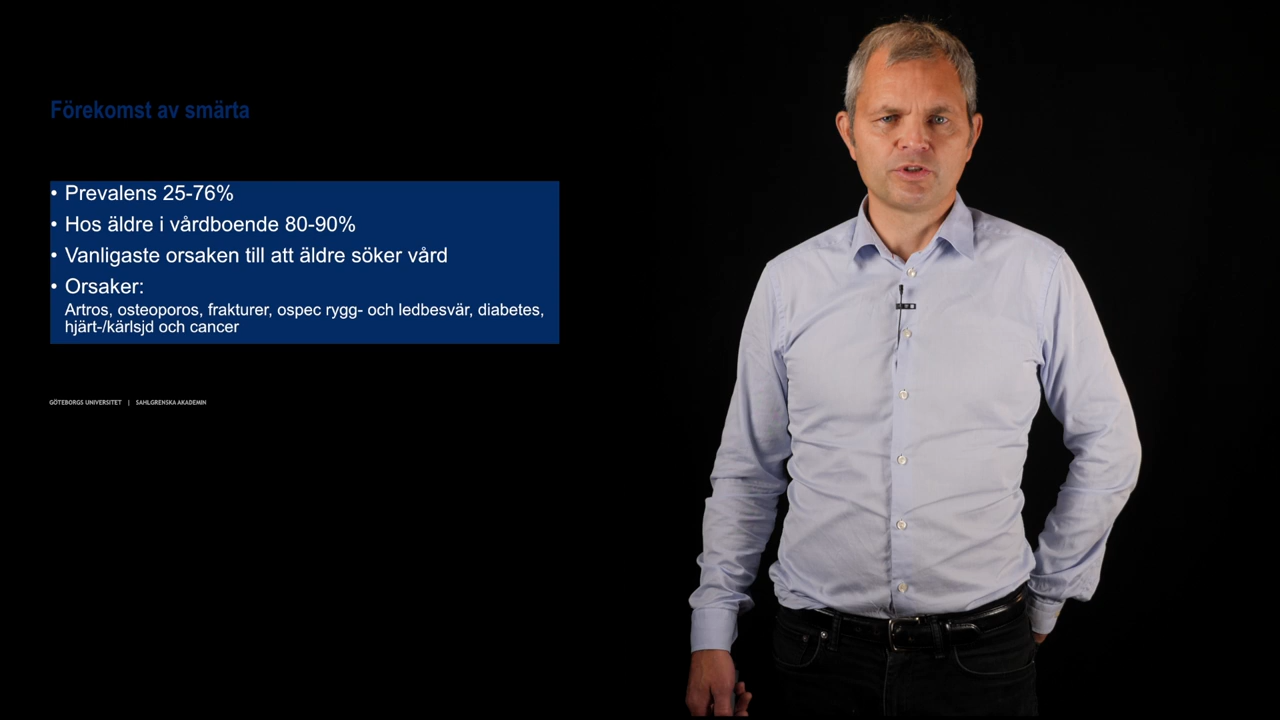 Förekomst av smärta
• Prevalens 25-76%
• Hos äldre i vårdboende 80-90%
• Vanligaste orsaken till att äldre söker vård
• Orsaker:
Artros, osteoporos, frakturer, ospec rygg- och ledbesvär, diabetes,
hjärt-/kärlsjd och cancer
GÖTEBORGS UNIVERSITET | SAHLGRENSKA AKADEMIN